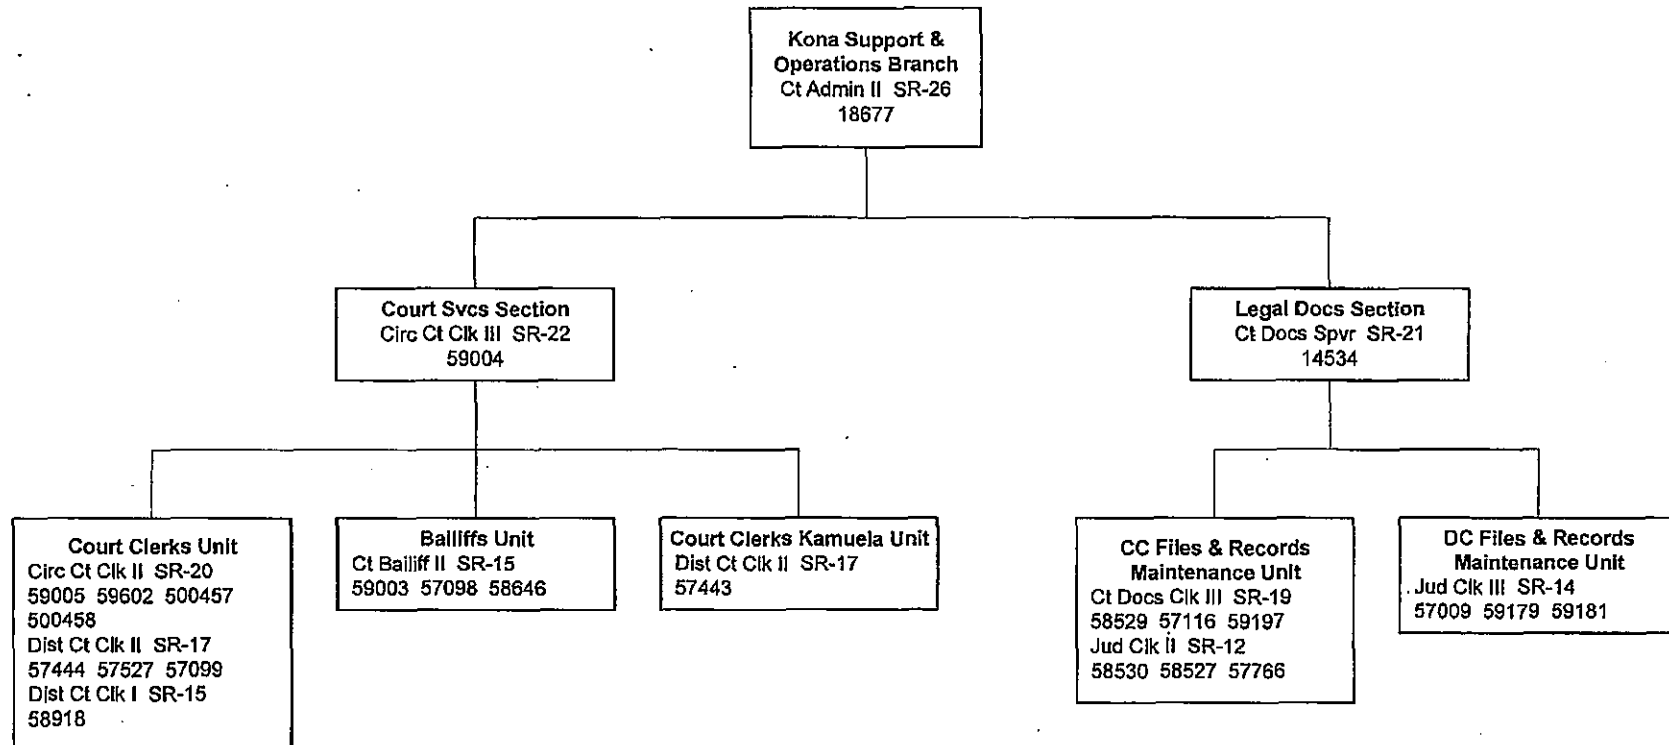 Kona Support &
Operations Branch
Ct Admin II SR-26
18677
Court Svcs Section
Circ Ct Clk III SR-22
59004
Legal Docs Section
Ct Docs Spvr SR-21
14534
Court Clerks Unit
Circ Ct Clk II SR-20
59005 59602 500457
500458
Dist Ct Clk II SR-17
57444 57527 57099
Dist Ct Clk I SR-15
58918
Bailiffs Unit
Ct Bailiff II SR-15
59003 57098 58646
Court Clerks Kamuela Unit
Dist Ct Clk II SR-17
57443
CC Files & Records
Maintenance Unit
Ct Docs Clk III SR-19
58529 57116 59197
Jud Clk II SR-12
58530 58527 57766
DC Files & Records
Maintenance Unit
Jud Clk III SR-14
57009 59179 59181